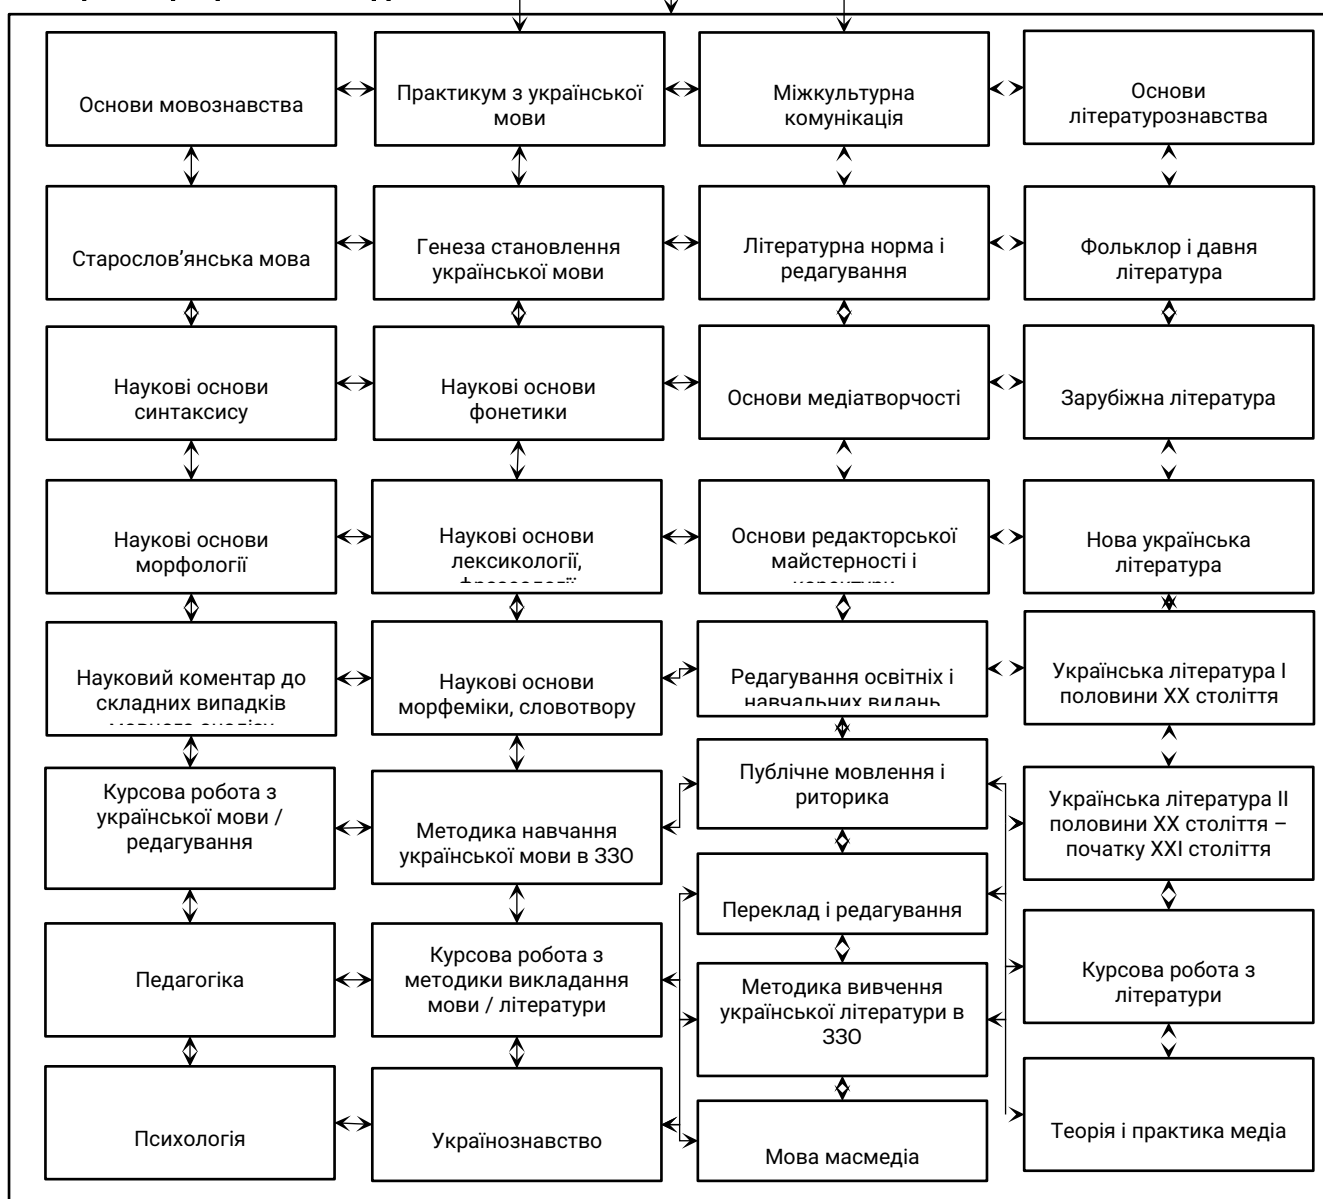 Основи мовознавства
Практикум з української
мови
Міжкультурна
комунікація
Основи
літературознавства
Старослов’янська мова
Генеза становлення
української мови
Літературна норма і
редагування
Фольклор і давня
література
Наукові основи
синтаксису
Наукові основи
фонетики
Основи медіатворчості
Зарубіжна література
Наукові основи
морфології
Наукові основи
лексикології,
Основи редакторської
майстерності і
Нова українська
література
Науковий коментар до
складних випадків
Наукові основи
морфеміки, словотвору
Редагування освітніх і
навчальних видань
Українська література І
половини ХХ століття
Курсова робота з
української мови /
редагування
Методика навчання
української мови в ЗЗО
Публічне мовлення і
риторика
Українська література ІІ
половини ХХ століття –
початку ХХІ століття
Переклад і редагування
Педагогіка
Курсова робота з
методики викладання
мови / літератури
Методика вивчення
української літератури в
ЗЗО
Курсова робота з
літератури
Психологія
Українознавство
Мова масмедіа
Теорія і практика медіа